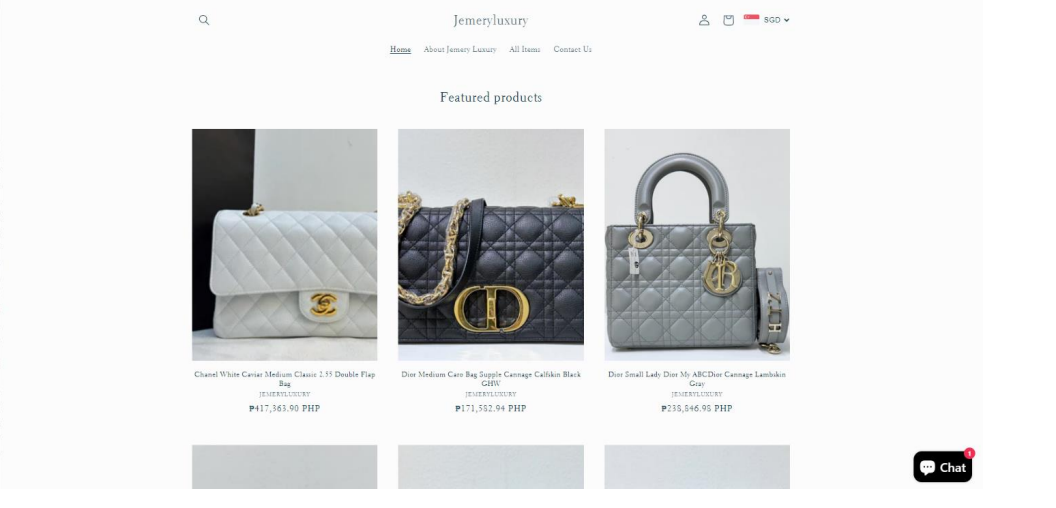 Jemeryluxury
SGD
Home About Jemery Luxury All Items Contact Us
Featured products
Chanel White Caviar Medium Classic 2.55 Double Flap
Bag
JEMERYLUXURY
₱417,363.90 PHP
Dior Medium Caro Bag Supple Cannage Calfskin Black
GHW
JEMERYLUXURY
₱171,582.94 PHP
Dior Small Lady Dior My ABCDior Cannage Lambskin
Gray
JEMERYLUXURY
₱238,846.98 PHP
1
Chat